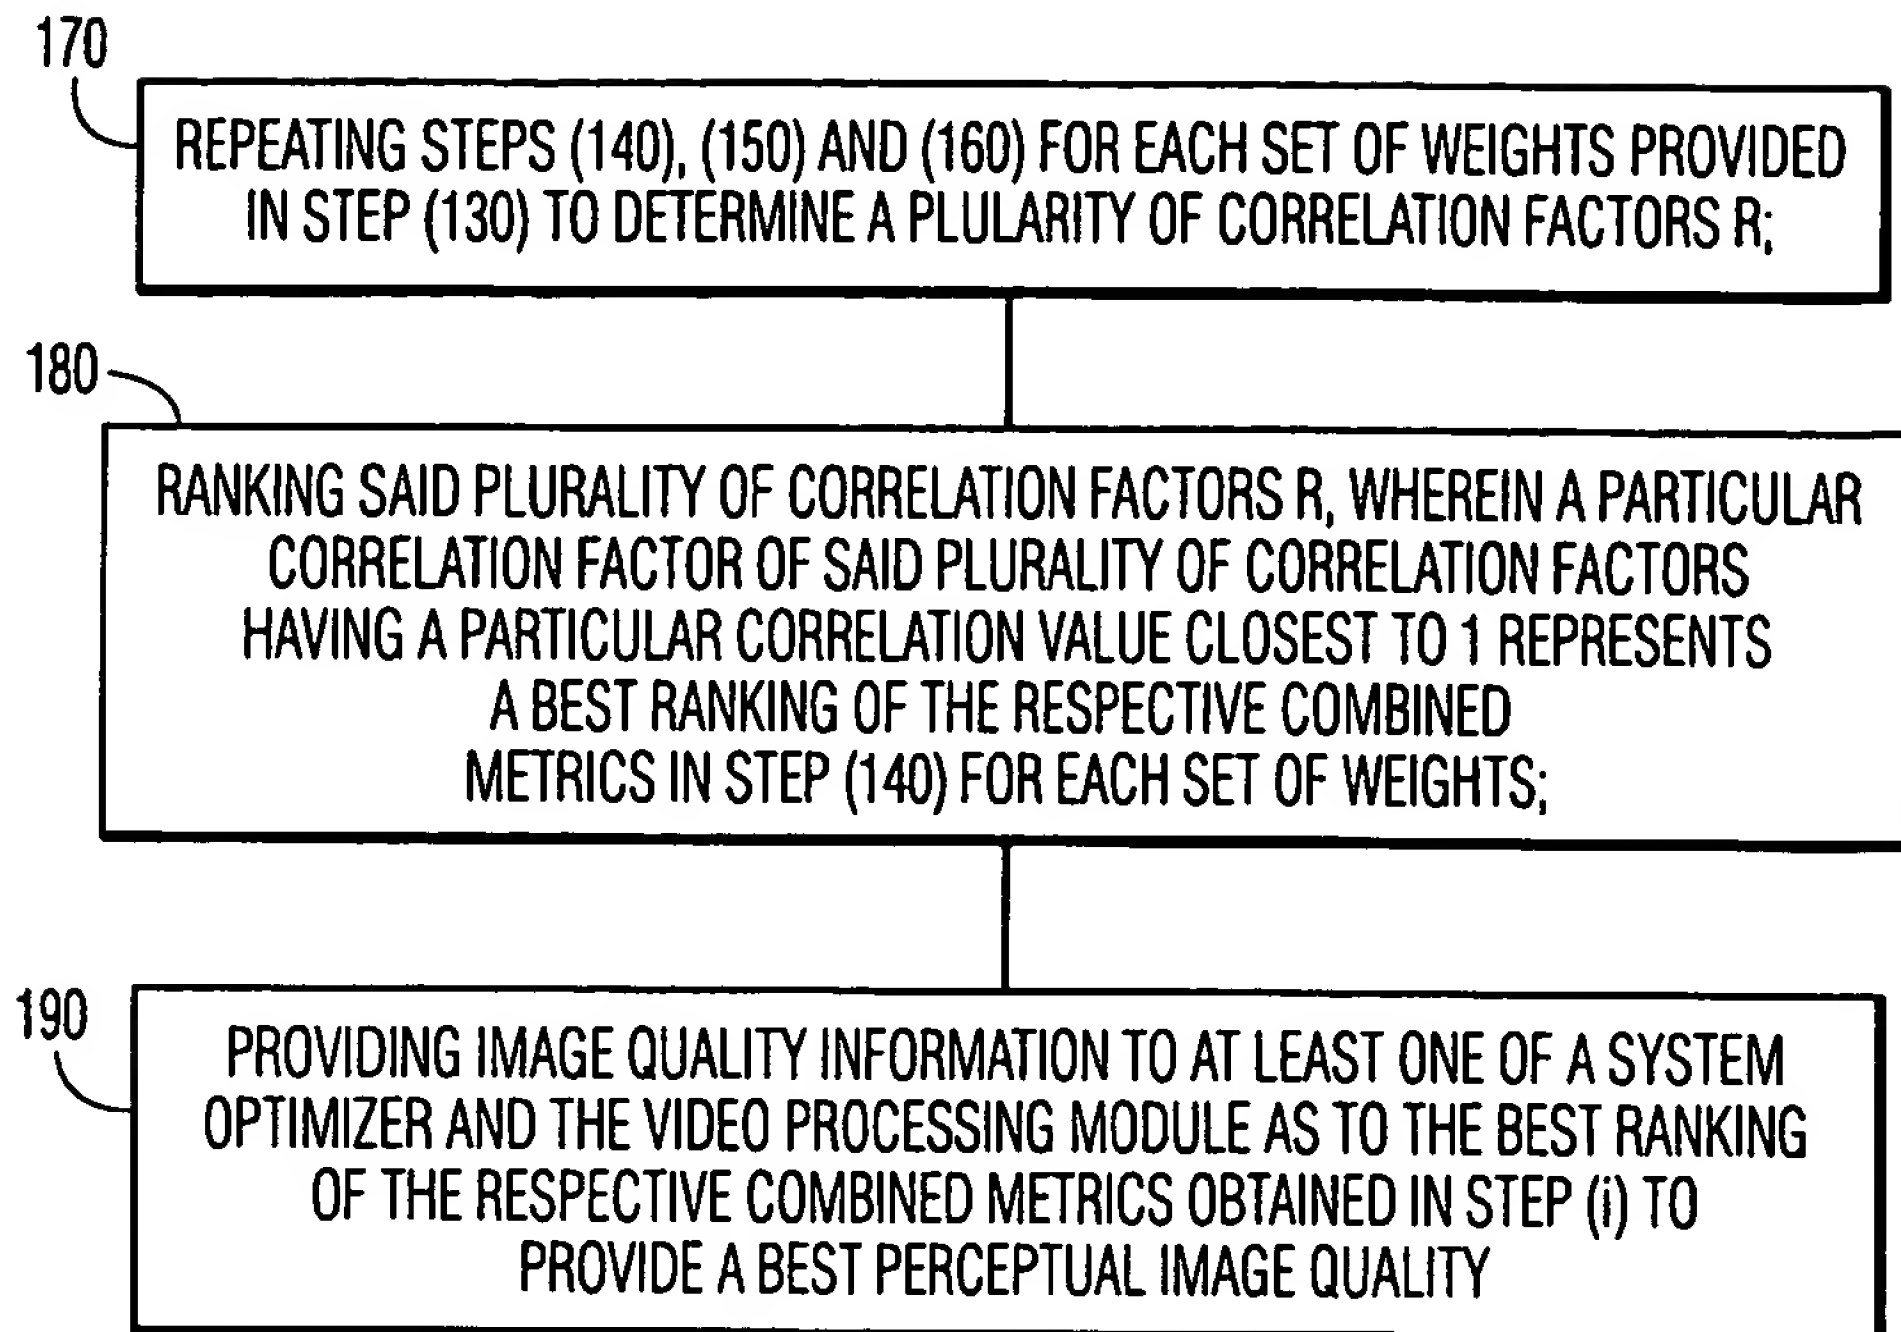 170
REPEATING STEPS (140), (150) AND (160) FOR EACH SET OF WEIGHTS PROVIDED
IN STEP (130) TO DETERMINE A PLULARITY OF CORRELATION FACTORS R;
180
RANKING SAID PLURALITY OF CORRELATION FACTORS R, WHEREIN A PARTICULAR
CORRELATION FACTOR OF SAID PLURALITY OF CORRELATION FACTORS
HAVING A PARTICULAR CORRELATION VALUE CLOSEST TO 1 REPRESENTS
A BEST RANKING OF THE RESPECTIVE COMBINED
METRICS IN STEP (140) FOR EACH SET OF WEIGHTS;
190
PROVIDING IMAGE QUALITY INFORMATION TO AT LEAST ONE OF A SYSTEM
OPTIMIZER AND THE VIDEO PROCESSING MODULE AS TO THE BEST RANKING
OF THE RESPECTIVE COMBINED METRICS OBTAINED IN STEP (i) TO
PROVIDE A BEST PERCEPTUAL IMAGE QUALITY